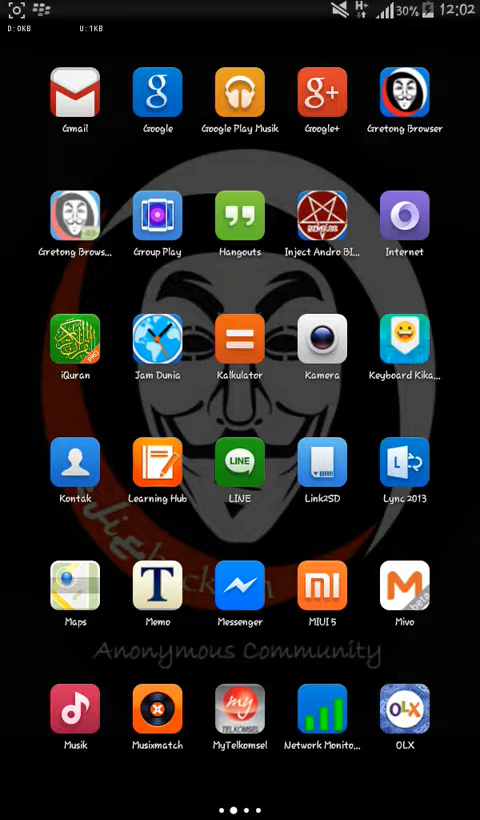 H+
30%
12:02
D:0KB
U:1KB
Gmail
Google
Google Play Musik
Google+
Gretong Browser
Gretong Brows...
Group Play
Hangouts
Inject Andro BI...
Internet
iQuran
Jam Dunia
Kalkulator
Kamera
Keyboard Kika...
Kontak
Learning Hub
LINE
Link2SD
Lync 2013
Maps
Memo
Messenger
MIUI 5
Mivo
Anonymous Community
Musik
Musixmatch
MyTelkomsel
Network Monito...
OLX